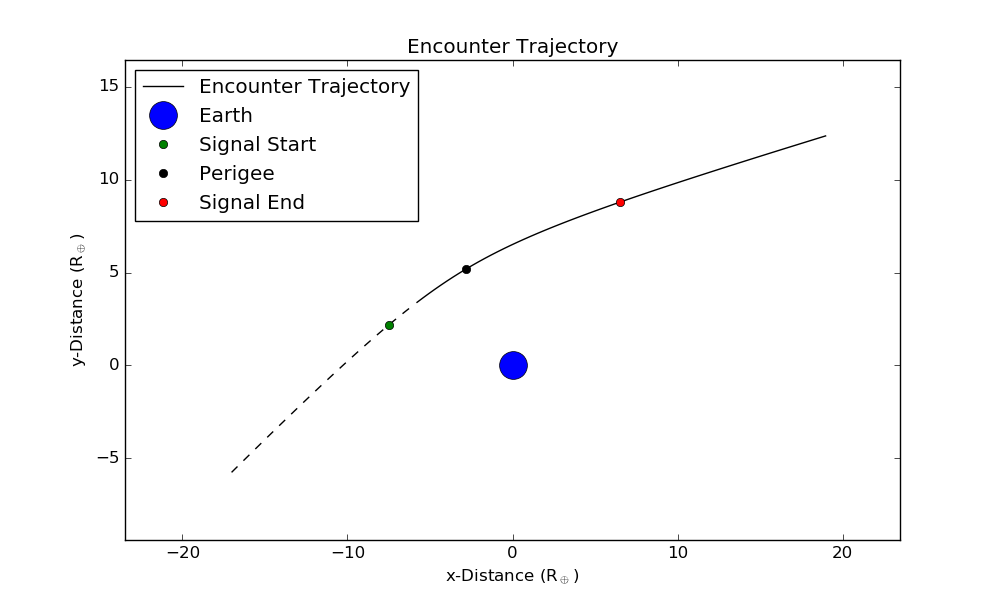 Encounter Trajectory
Encounter Trajectory
Earth
Signal Start
Perigee
Signal End
15
10
5
0
−5
y-Distance (R⊕)
−20
−10
0
10
20
x-Distance (R⊕)